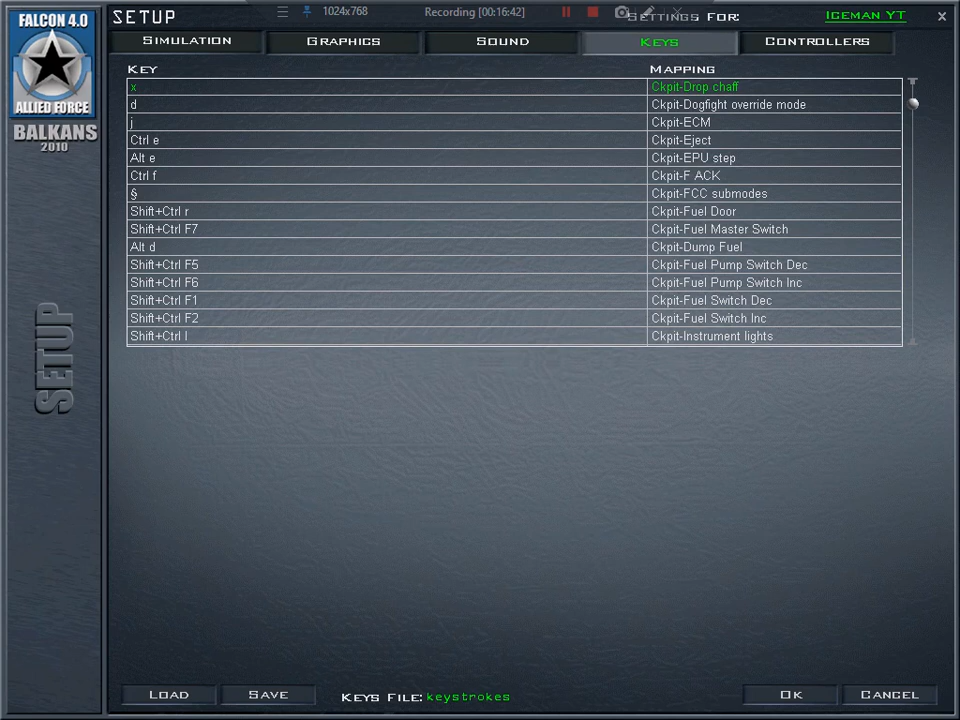 FALCON 4.0
ALLIED FORCE
BALKANS
2010
SETUP
SETUP
1024x768
Recording [00:16:42]
SETTINGS FOR:
ICEMAN YT
SIMULATION
GRAPHICS
SOUND
KEYS
CONTROLLERS
KEY MAPPING
x Ckpit-Drop chaff
d Ckpit-Dogfight override mode
j Ckpit-ECM
Ctrl e Ckpit-Eject
Alt e Ckpit-EPU step
Ctrl f Ckpit-F ACK
§ Ckpit-FCC submodes
Shift+Ctrl r Ckpit-Fuel Door
Shift+Ctrl F7 Ckpit-Fuel Master Switch
Alt d Ckpit-Dump Fuel
Shift+Ctrl F5 Ckpit-Fuel Pump Switch Dec
Shift+Ctrl F6 Ckpit-Fuel Pump Switch Inc
Shift+Ctrl F1 Ckpit-Fuel Switch Dec
Shift+Ctrl F2 Ckpit-Fuel Switch Inc
Shift+Ctrl l Ckpit-Instrument lights
LOAD
SAVE
KEYS FILE: keystrokes
OK
CANCEL